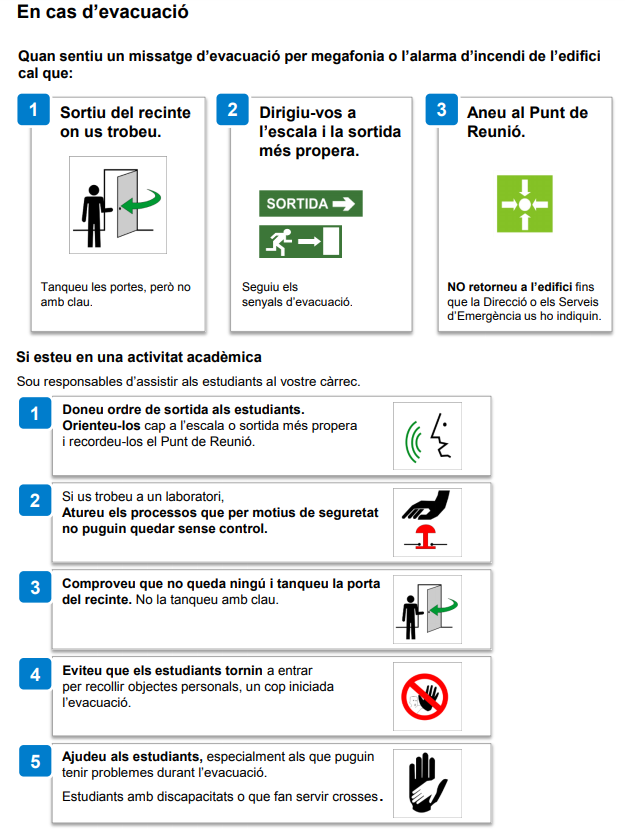 En cas d’evacuació
Quan sentiu un missatge d’evacuació per megafonia o l’alarma d’incendi de l’edifici
cal que:
1
Sortiu del recinte
on us trobeu.
Tanqueu les portes, però no
amb clau.
2
Dirigiu-vos a
l’escala i la sortida
més propera.
SORTIDA
Seguiu els
senyals d’evacuació.
3
Aneu al Punt de
Reunió.
NO retorneu a l’edifici fins
que la Direcció o els Serveis
d’Emergència us ho indiquin.
Si esteu en una activitat acadèmica
Sou responsables d’assistir als estudiants al vostre càrrec.
1
Doneu ordre de sortida als estudiants.
Orienteu-los cap a l’escala o sortida més propera
i recordeu-los el Punt de Reunió.
2
Si us trobeu a un laboratori,
Atureu els processos que per motius de seguretat
no puguin quedar sense control.
3
Comproveu que no queda ningú i tanqueu la porta
del recinte. No la tanqueu amb clau.
4
Eviteu que els estudiants tornin a entrar
per recollir objectes personals, un cop iniciada
l’evacuació.
5
Ajudeu als estudiants, especialment als que puguin
tenir problemes durant l’evacuació.
Estudiants amb discapacitats o que fan servir crosses.